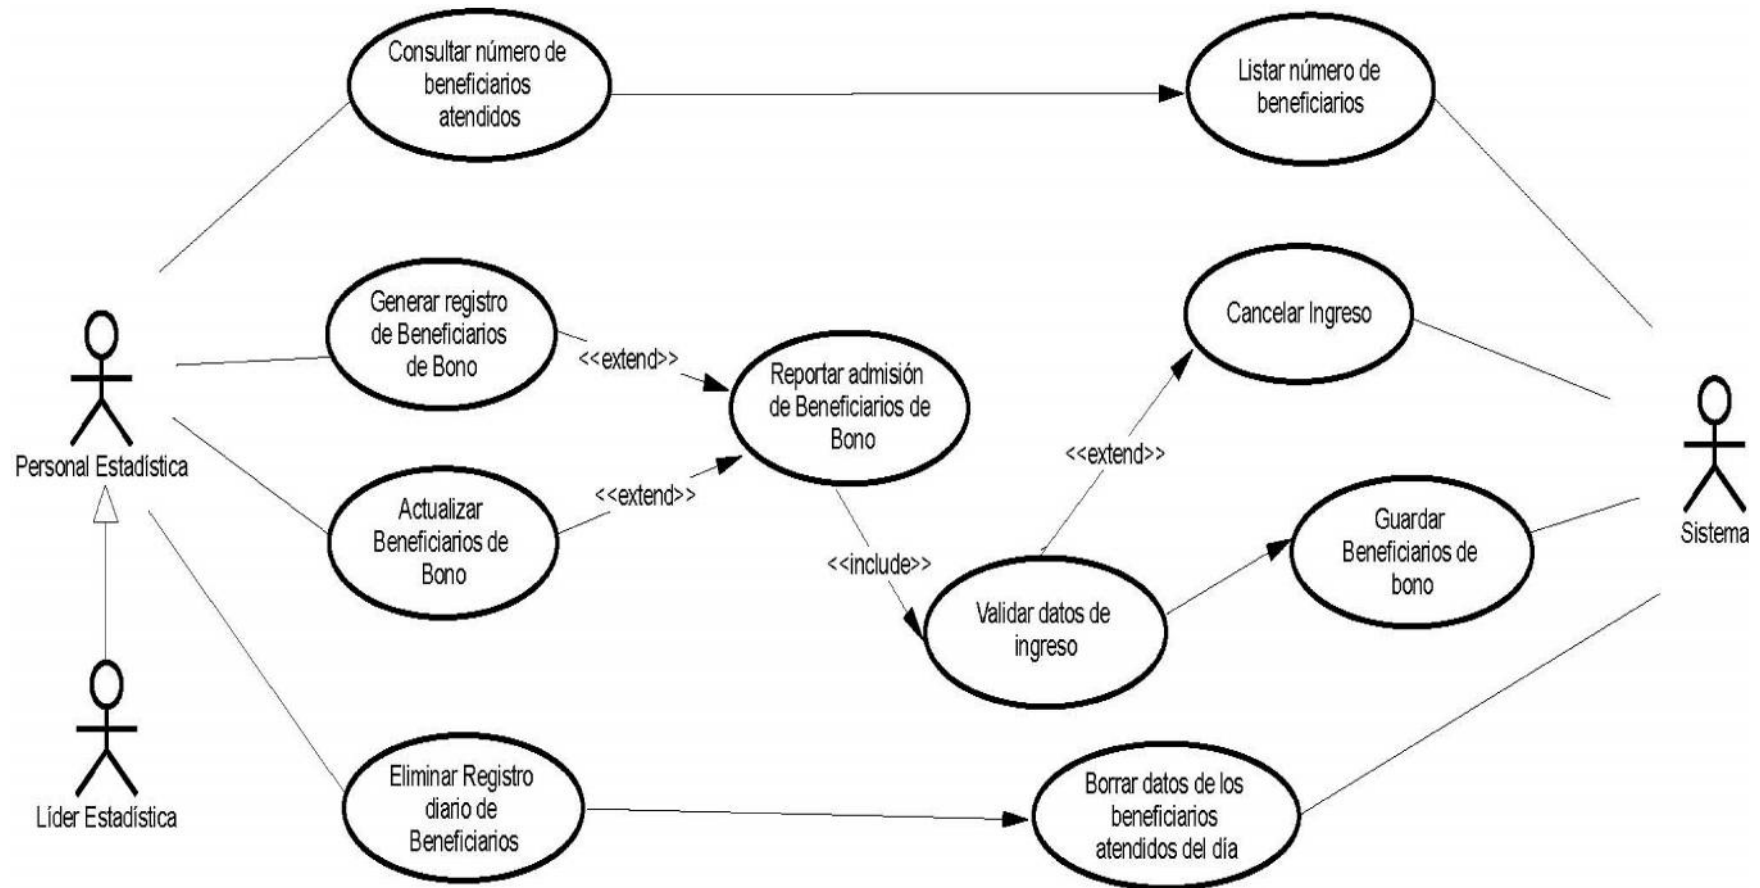 Consultar número de
beneficiarios
atendidos
Listar número de
beneficiarios
Generar registro
de Beneficiarios
de Bono
<<extend>>
Reportar admisión
de Beneficiarios de
Bono
Cancelar Ingreso
Personal Estadística
Actualizar
Beneficiarios de
Bono
<<extend>>
<<extend>>
<<include>>
Validar datos de
ingreso
Guardar
Beneficiarios de
bono
Sistema
Líder Estadística
Eliminar Registro
diario de
Beneficiarios
Borrar datos de los
beneficiarios
atendidos del día